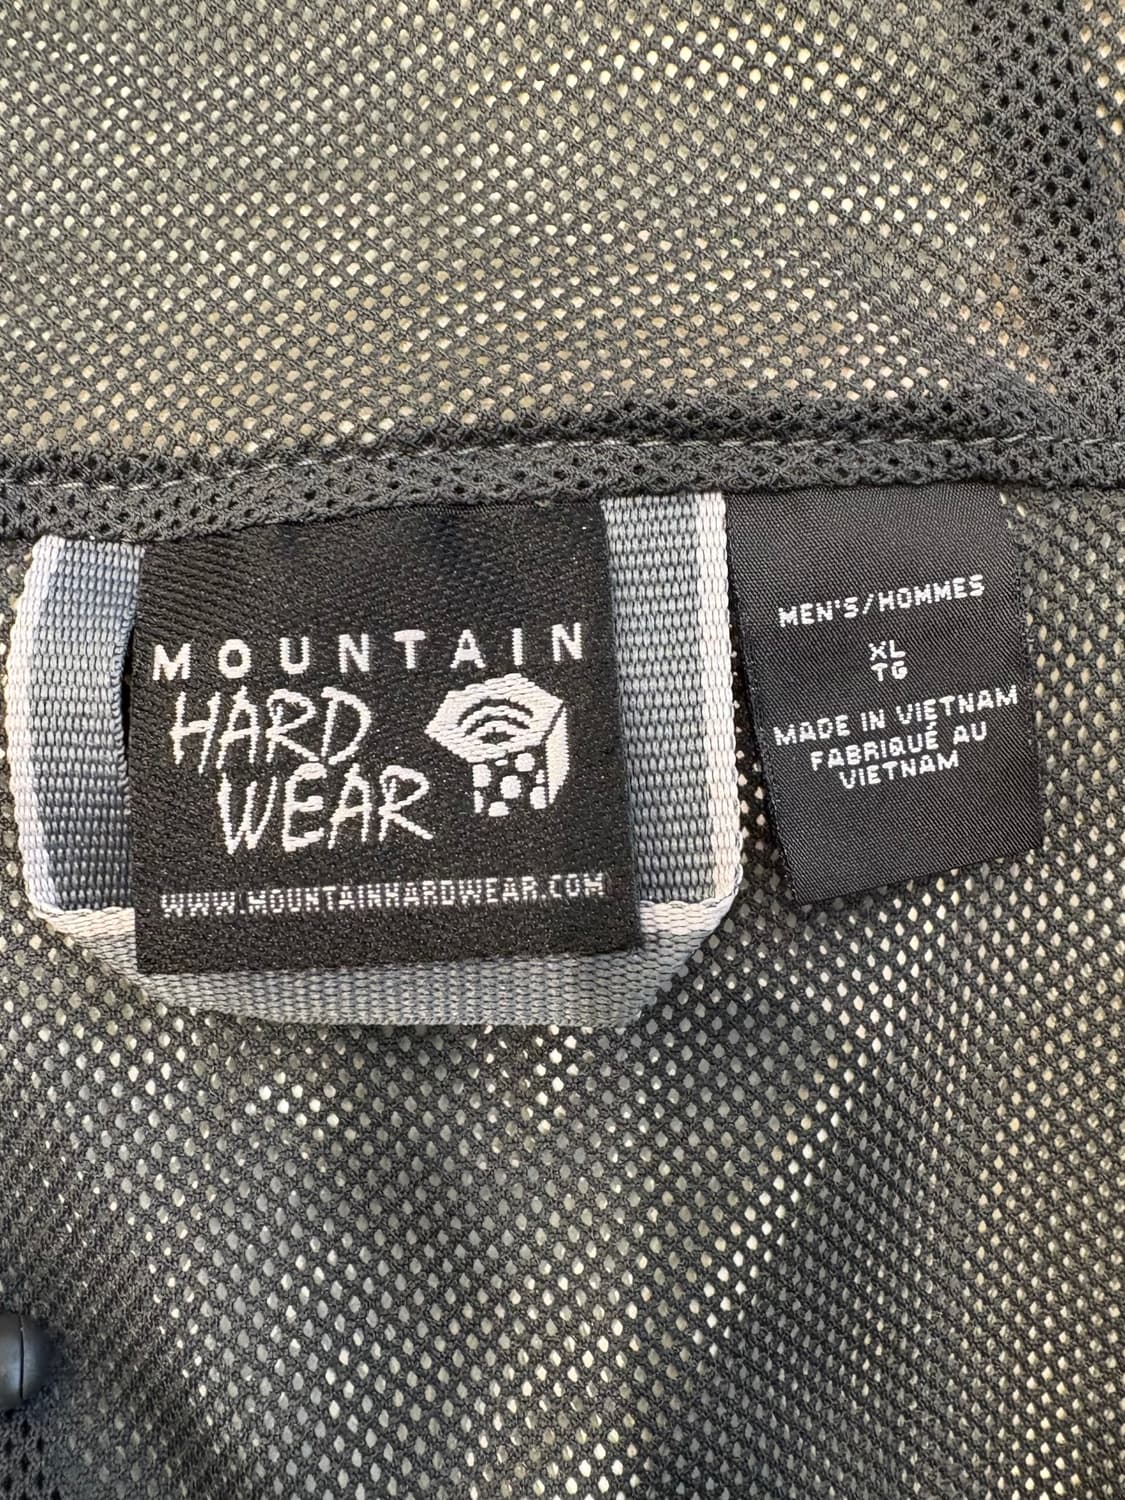 MOUNTAIN
HARD
WEAR
WWW.MOUNTAINHARDWEAR.COM
MEN'S/HOMMES
XL
TG
MADE IN VIETNAM
FABRIQUÉ AU
VIETNAM